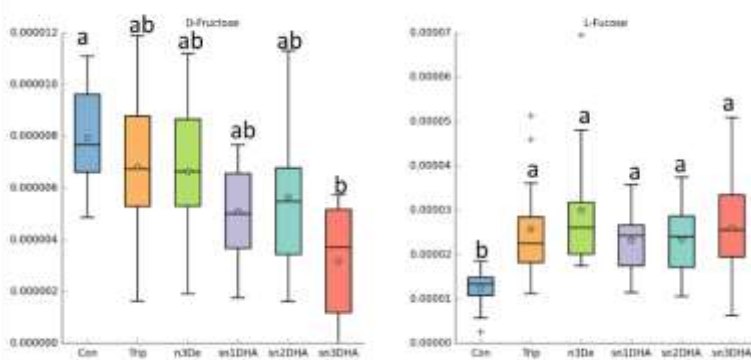 D-Fructose
0.000012
0.000010
0.000008
0.000006
0.000004
0.000002
0.000000
a
ab
ab
ab
ab
b
Con Trip n3De sn1DHA sn2DHA sn3DHA
L-Fucose
0.00007
0.00006
0.00005
0.00004
0.00003
0.00002
0.00001
0.00000
b
a
a
a
a
a
Con Trip n3De sn1DHA sn2DHA sn3DHA